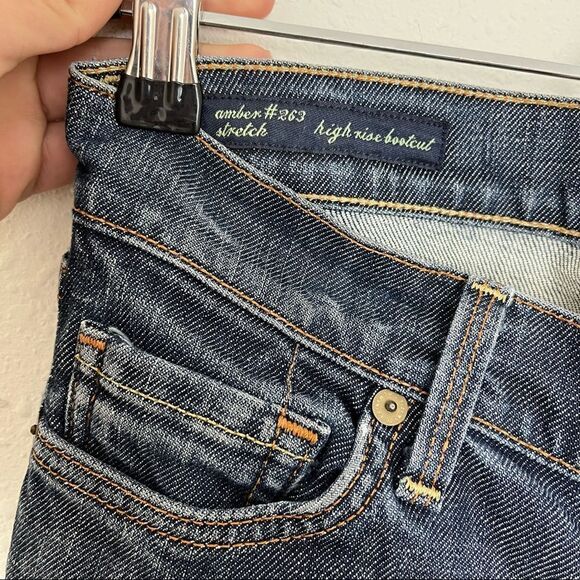 amber #263
stretch high rise bootcut